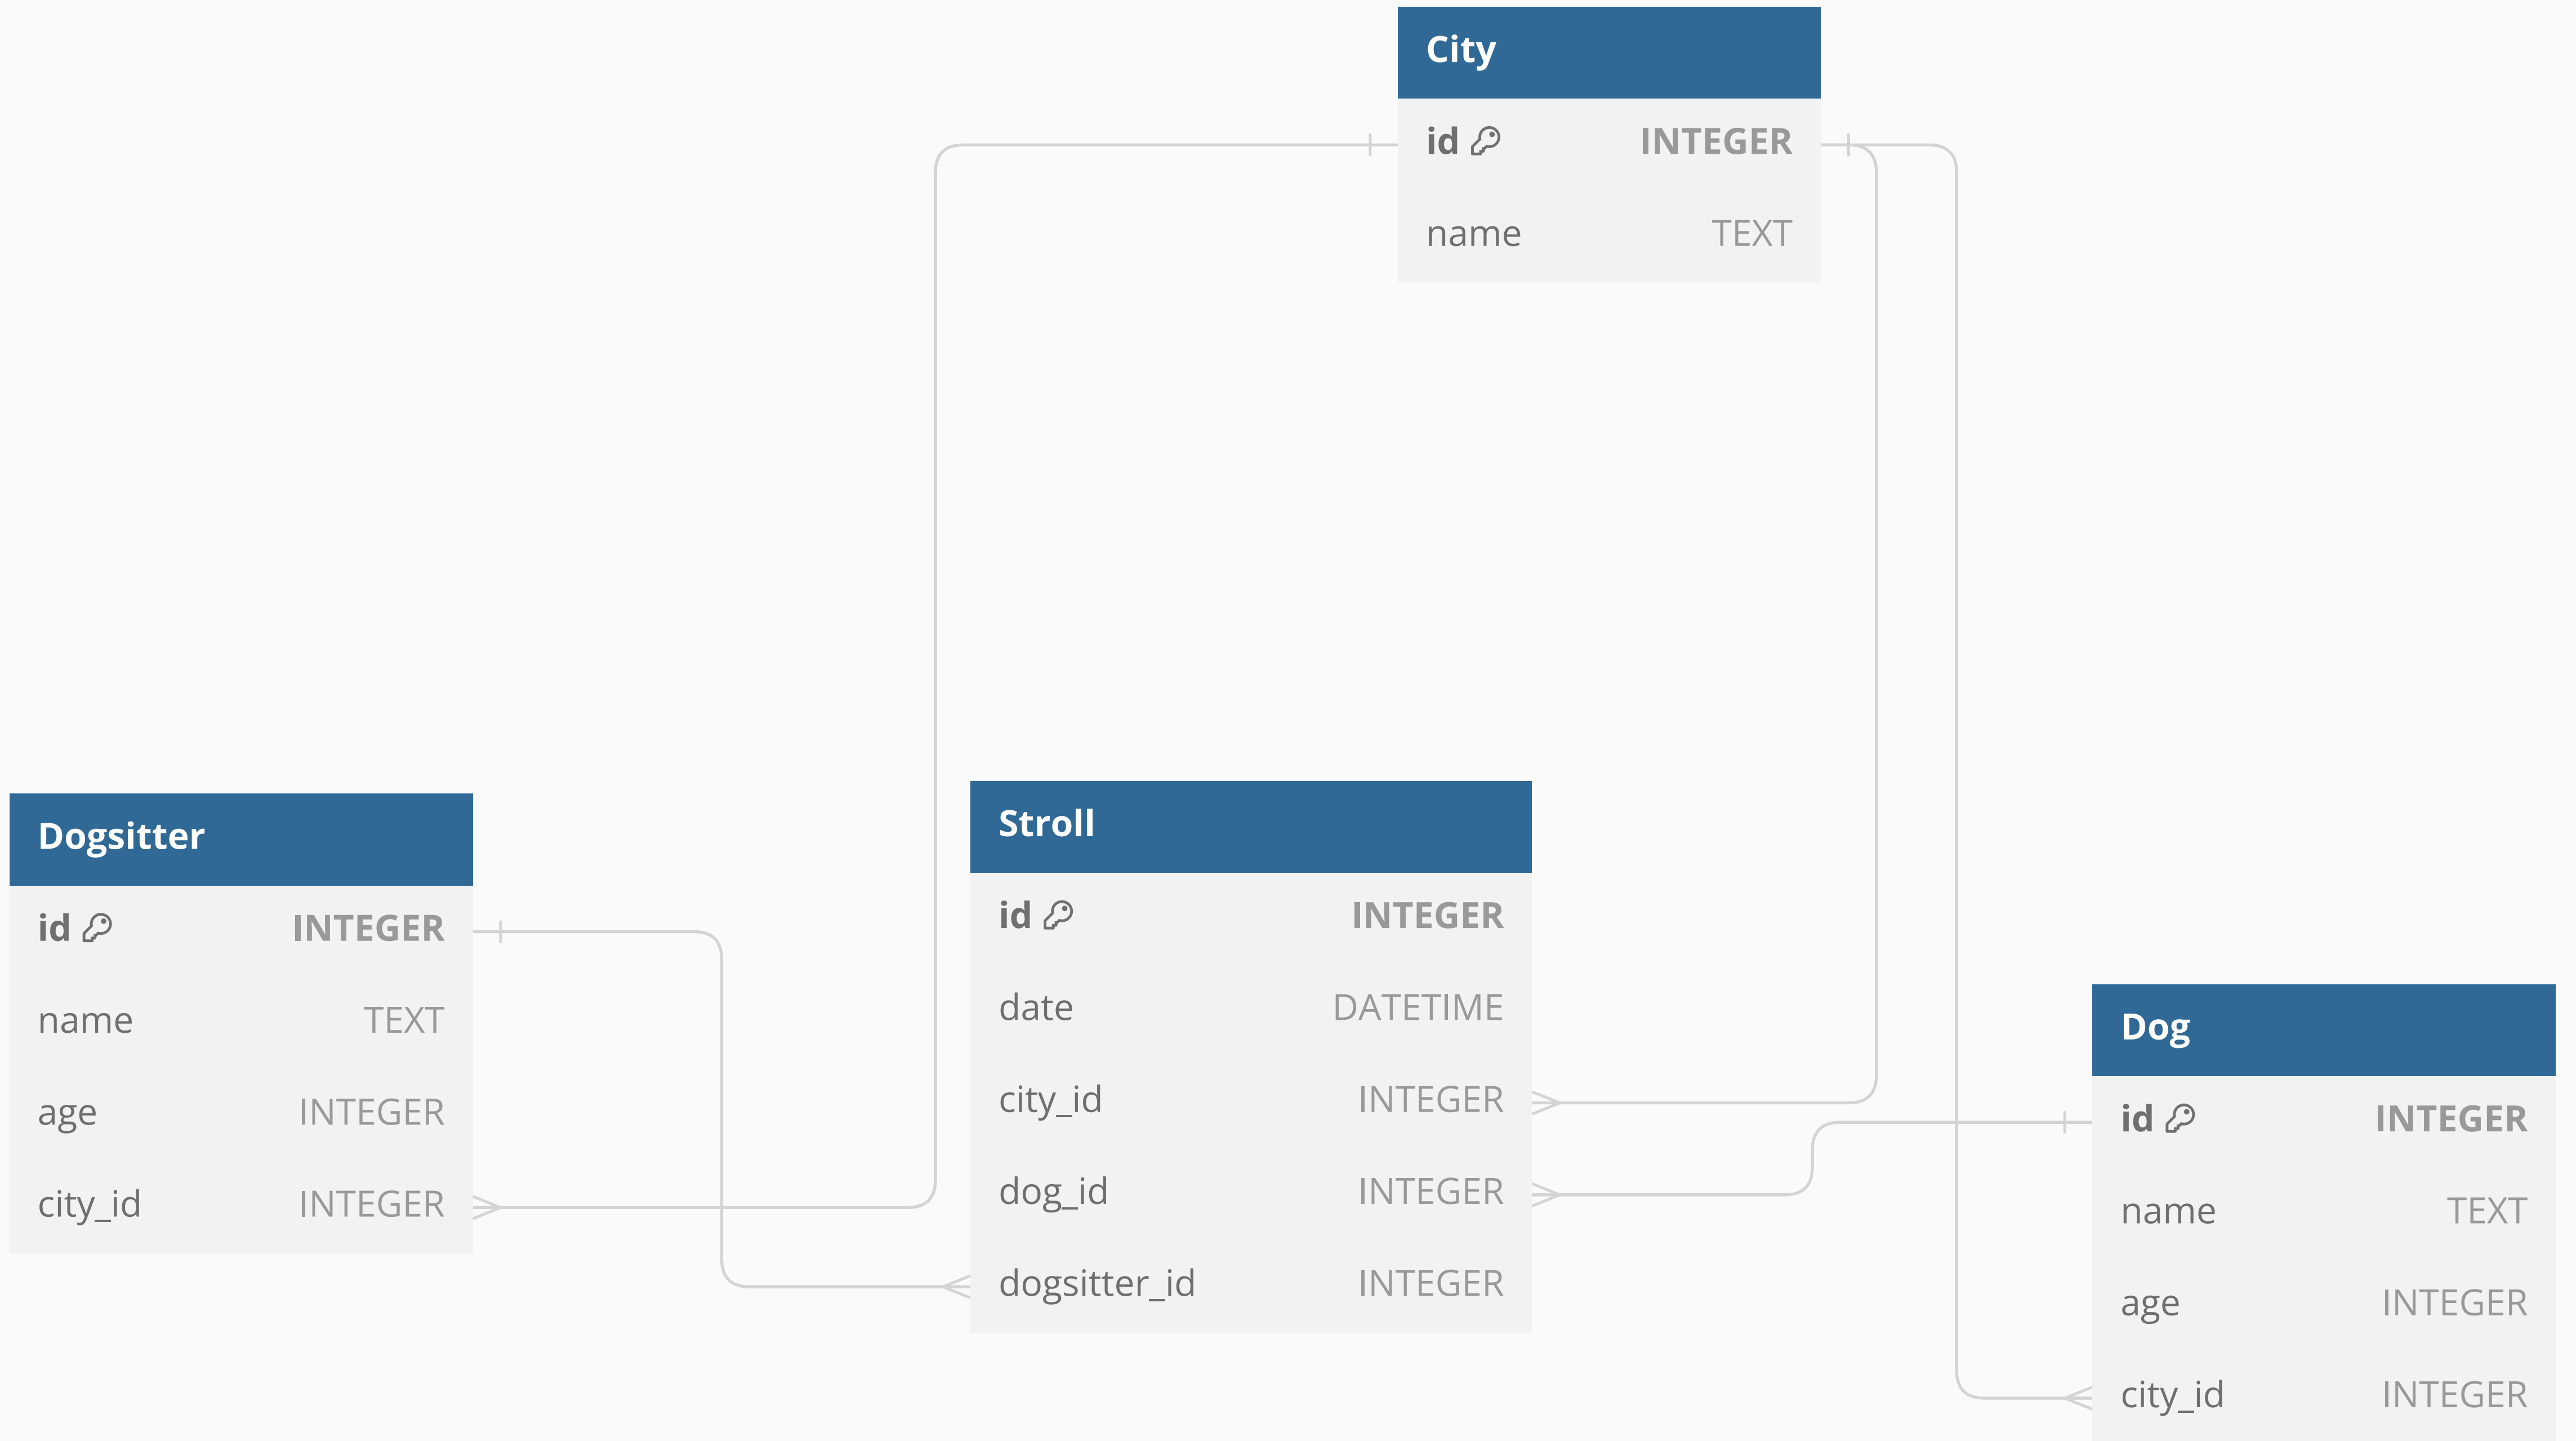 City
id INTEGER
name TEXT
Dogsitter
id INTEGER
name TEXT
age INTEGER
city_id INTEGER
Stroll
id INTEGER
date DATETIME
city_id INTEGER
dog_id INTEGER
dogsitter_id INTEGER
Dog
id INTEGER
name TEXT
age INTEGER
city_id INTEGER